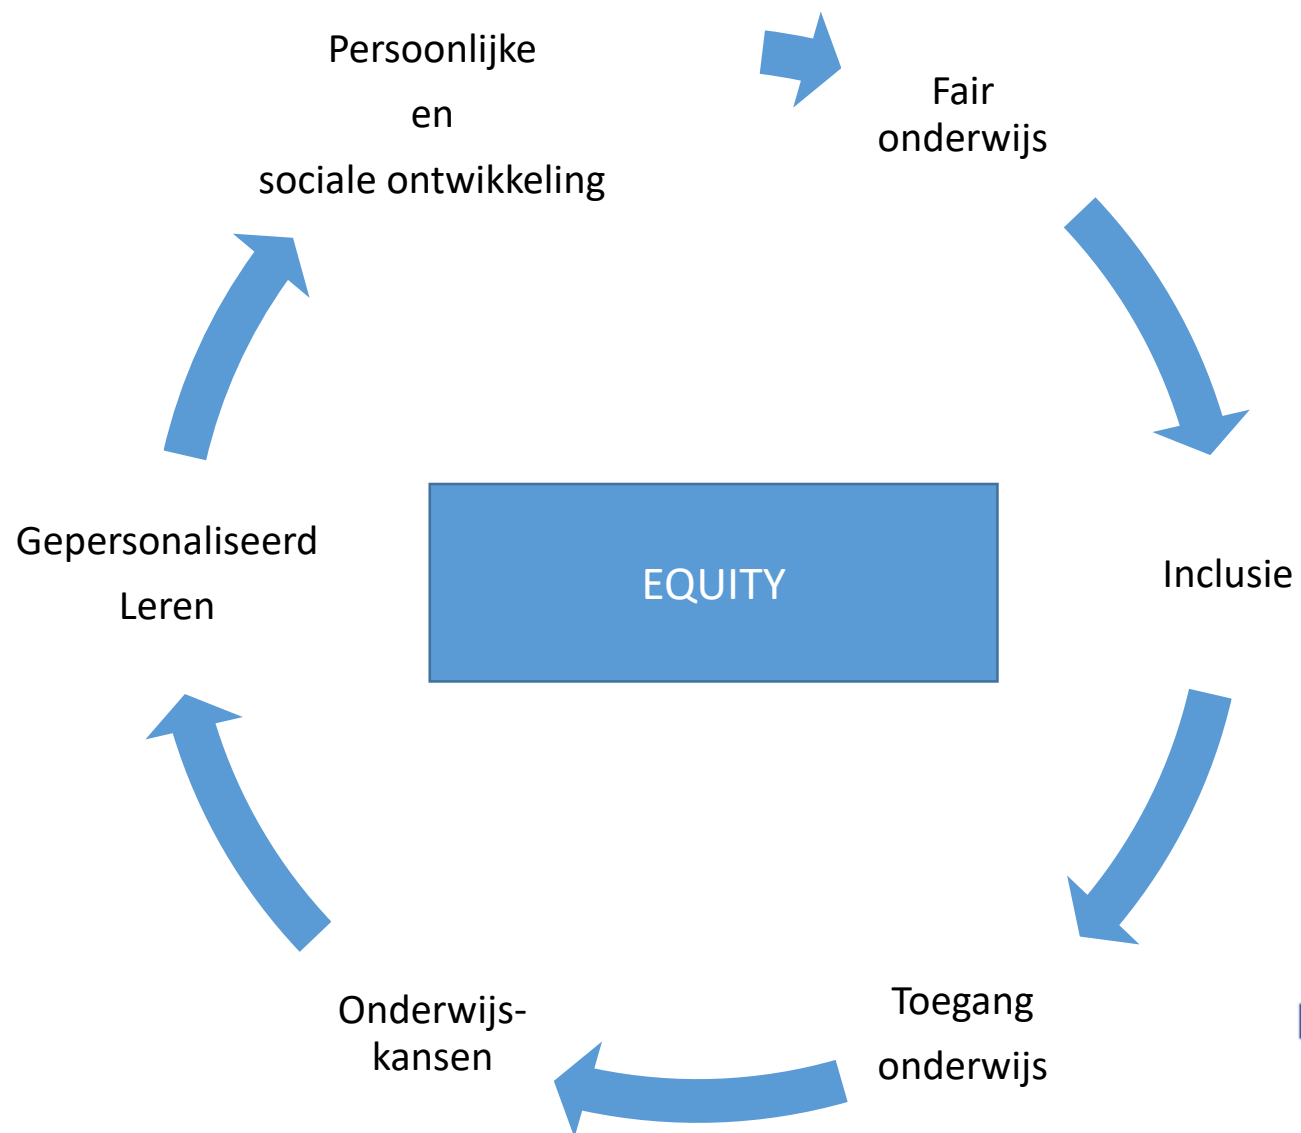 Persoonlijke
en
sociale ontwikkeling
Fair
onderwijs
Inclusie
Toegang
onderwijs
Onderwijs-
kansen
Gepersonaliseerd
Leren
EQUITY